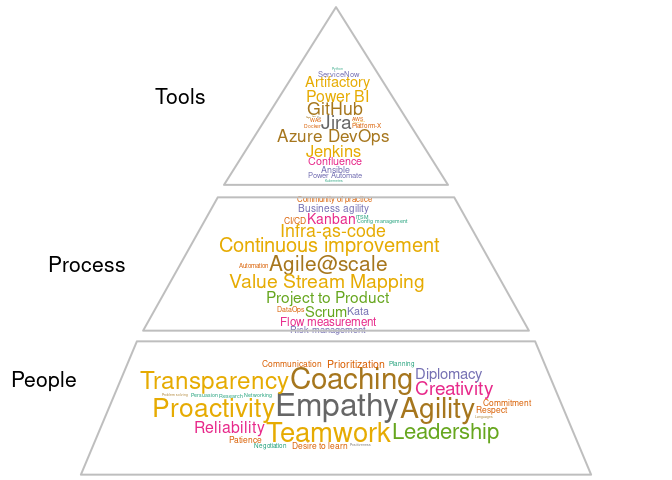 Tools
Python
ServiceNow
Artifactory
Power BI
GitHub
WAS
AWS
Docker
Jira
Platform-X
Azure DevOps
Jenkins
Confluence
Ansible
Power Automate
Process
Community of practice
Business agility
CI/CD
Kanban
ITSM
Config management
Infra-as-code
Continuous improvement
Automation
Agile@scale
Value Stream Mapping
Project to Product
DataOps
Scrum
Kata
Flow measurement
Risk management
People
Communication
Prioritization
Planning
Transparency
Coaching
Diplomacy
Creativity
Problem solving
Persuasion
Research
Networking
Proactivity
Empathy
Agility
Commitment
Respect
Languages
Reliability
Teamwork
Leadership
Patience
Negotiation
Desire to learn